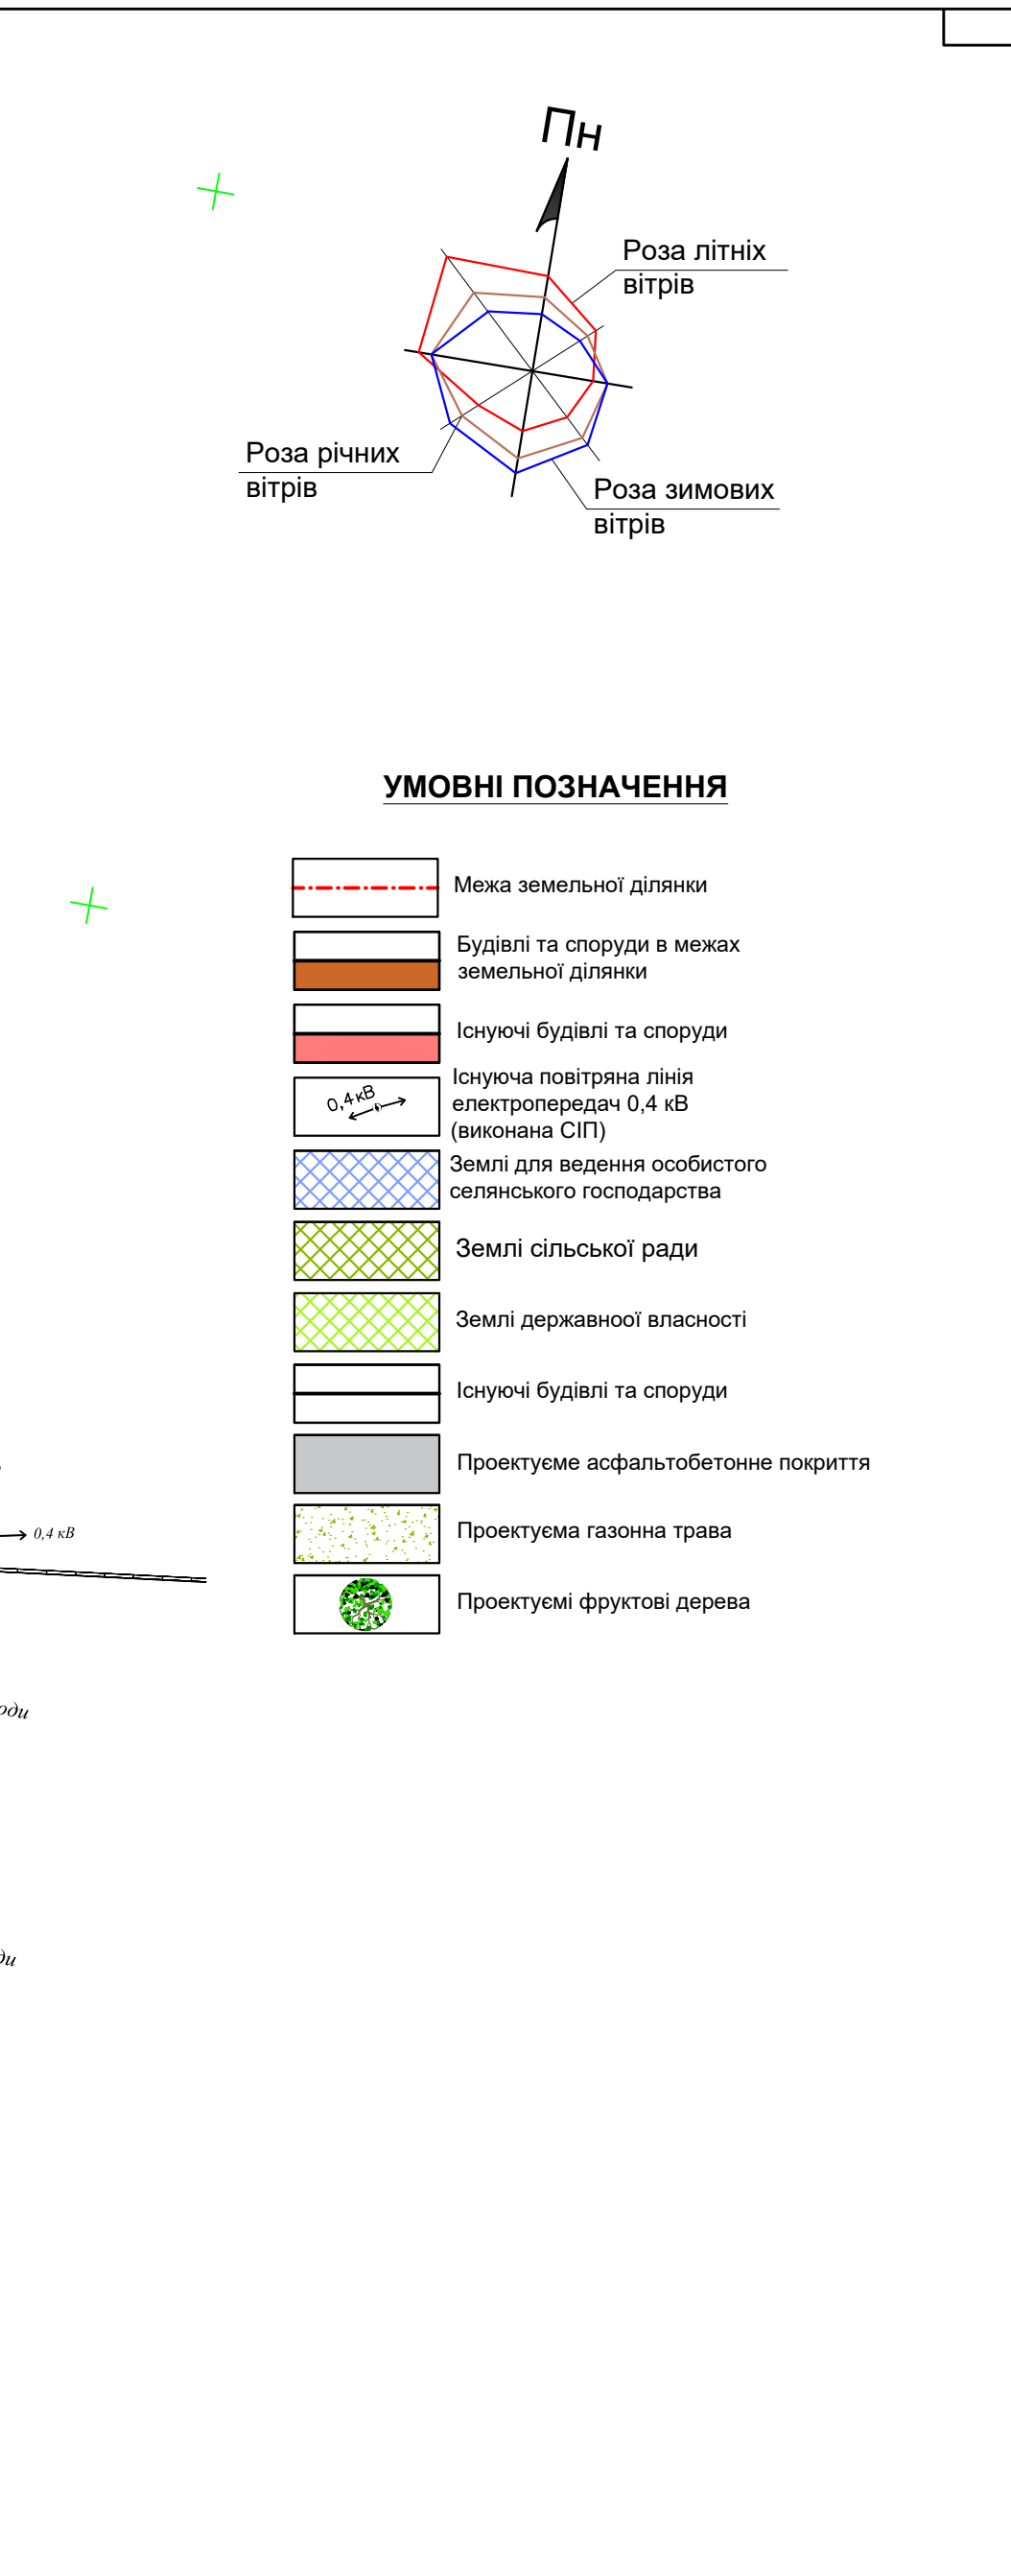 Пн
Роза літніх
вітрів
Роза річних
вітрів
Роза зимових
вітрів
УМОВНІ ПОЗНАЧЕННЯ
Межа земельної ділянки
Будівлі та споруди в межах
земельної ділянки
Існуючі будівлі та споруди
0,4кВ
Існуюча повітряна лінія
електропередач 0,4 кВ
(виконана СІП)
Землі для ведення особистого
селянського господарства
Землі сільської ради
Землі державноої власності
Існуючі будівлі та споруди
Проектуєме асфальтобетонне покриття
0,4 кВ
Проектуєма газонна трава
Проектуємі фруктові дерева